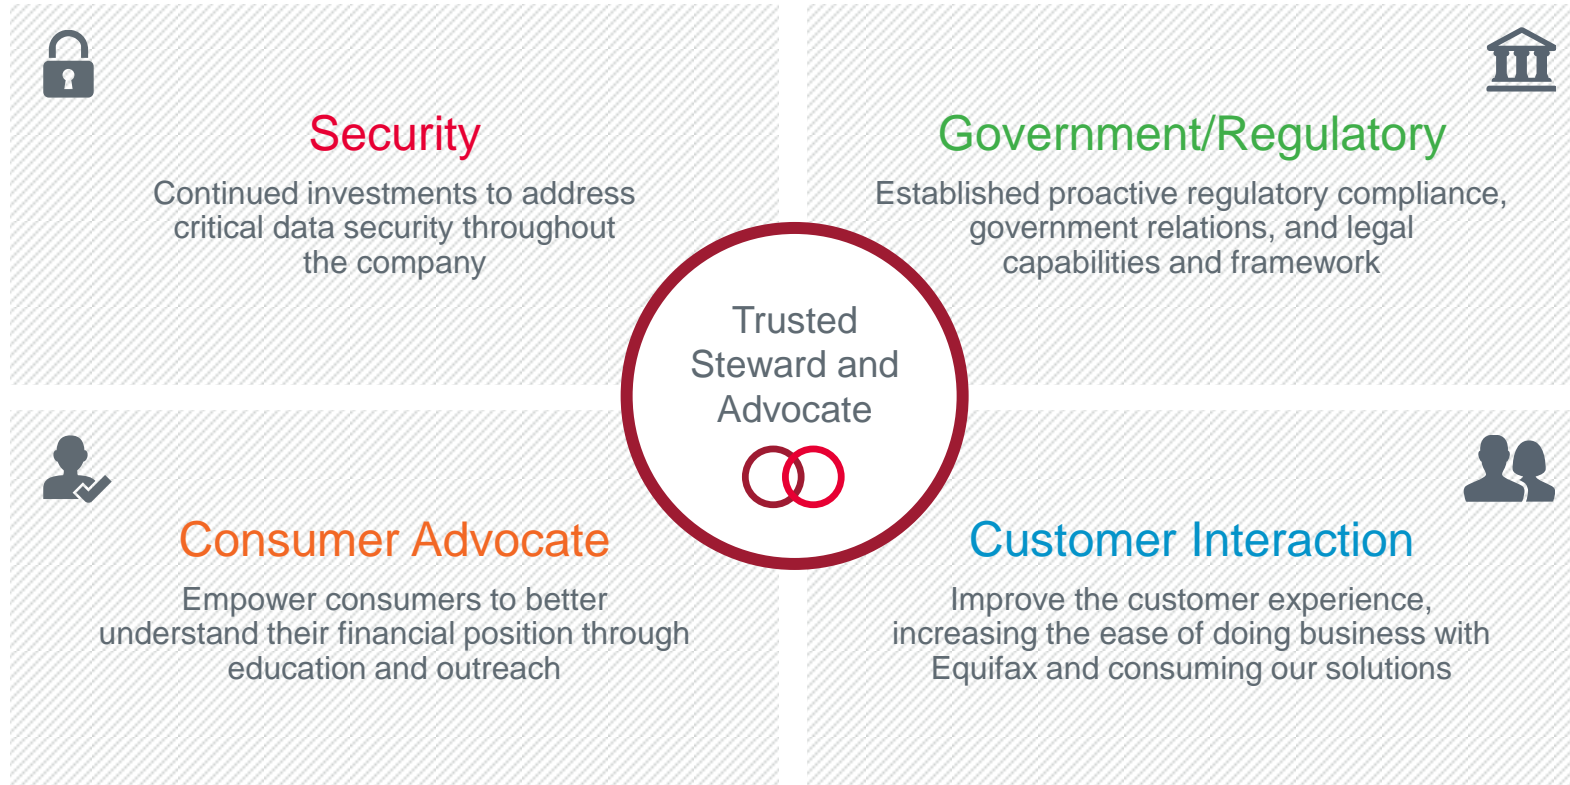 Security
Continued investments to address
critical data security throughout
the company
Government/Regulatory
Established proactive regulatory compliance,
government relations, and legal
capabilities and framework
Trusted
Steward and
Advocate
Consumer Advocate
Empower consumers to better
understand their financial position through
education and outreach
Customer Interaction
Improve the customer experience,
increasing the ease of doing business with
Equifax and consuming our solutions